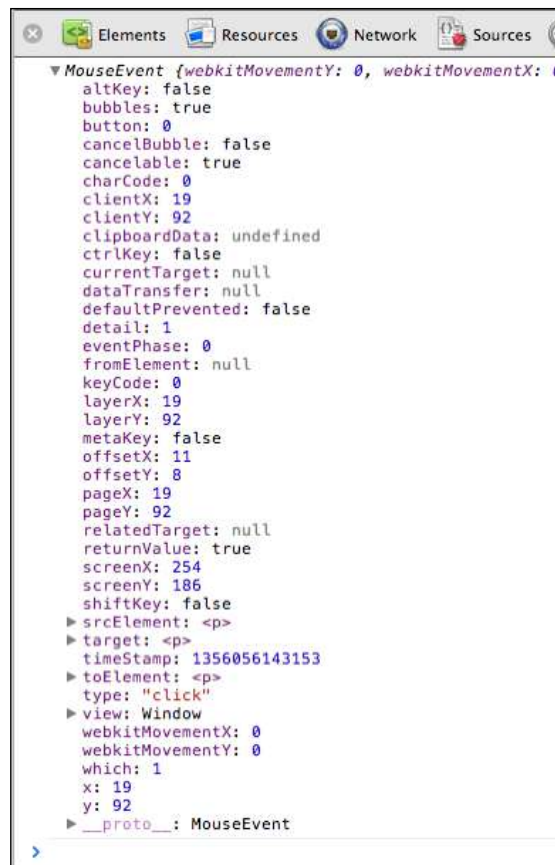 Elements Resources Network Sources
▼MouseEvent {webkitMovementY: 0, webkitMovementX:
altKey: false
bubbles: true
button: 0
cancelBubble: false
cancelable: true
charCode: 0
clientX: 19
clientY: 92
clipboardData: undefined
ctrlKey: false
currentTarget: null
dataTransfer: null
defaultPrevented: false
detail: 1
eventPhase: 0
fromElement: null
keyCode: 0
layerX: 19
layerY: 92
metaKey: false
offsetX: 11
offsetY: 8
pageX: 19
pageY: 92
relatedTarget: null
returnValue: true
screenX: 254
screenY: 186
shiftKey: false
▶srcElement: <p>
▶target: <p>
timeStamp: 1356056143153
▶toElement: <p>
type: "click"
▶view: Window
webkitMovementX: 0
webkitMovementY: 0
which: 1
x: 19
y: 92
▶__proto__: MouseEvent
>